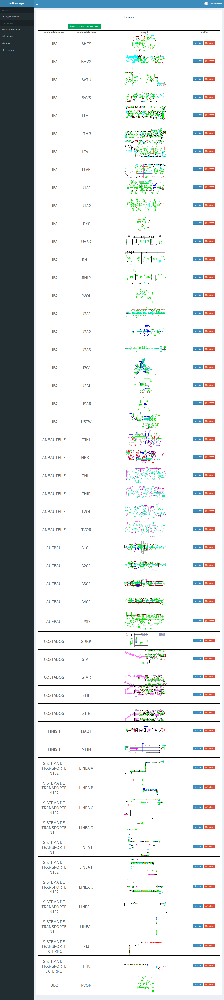 Volkswagen
Administrador
NAVEGACIÓN
Página Principal
ADMINISTRADOR
Panel de Control
Usuarios
Roles
Permisos
Lineas
Agregar Nueva Linea de Proceso
Nombre del Proceso Nombre de la linea Imagén Acción
UB1 BHTS Editar Eliminar
UB1 BHVS Editar Eliminar
UB1 BVTU Editar Eliminar
UB1 BVVS Editar Eliminar
UB1 LTHL Editar Eliminar
UB1 LTHR Editar Eliminar
UB1 LTVL Editar Eliminar
UB1 LTVR Editar Eliminar
UB1 U1A1 Editar Eliminar
UB1 U1A2 Editar Eliminar
UB1 U1G1 Editar Eliminar
UB1 UASK Editar Eliminar
UB2 RHIL Editar Eliminar
UB2 RHIR Editar Eliminar
UB2 RVOL Editar Eliminar
UB2 U2A1 Editar Eliminar
UB2 U2A2 Editar Eliminar
UB2 U2A3 Editar Eliminar
UB2 U2G1 Editar Eliminar
UB2 USAL Editar Eliminar
UB2 USAR Editar Eliminar
UB2 USTW Editar Eliminar
ANBAUTEILE FRKL Editar Eliminar
ANBAUTEILE HKKL Editar Eliminar
ANBAUTEILE THIL Editar Eliminar
ANBAUTEILE THIR Editar Eliminar
ANBAUTEILE TVOL Editar Eliminar
ANBAUTEILE TVOR Editar Eliminar
AUFBAU A1G1 Editar Eliminar
AUFBAU A2G1 Editar Eliminar
AUFBAU A3G1 Editar Eliminar
AUFBAU A4G1 Editar Eliminar
AUFBAU PSD Editar Eliminar
COSTADOS SDKK Editar Eliminar
COSTADOS STAL Editar Eliminar
COSTADOS STAR Editar Eliminar
COSTADOS STIL Editar Eliminar
COSTADOS STIR Editar Eliminar
FINISH MABT Editar Eliminar
FINISH MFIN Editar Eliminar
SISTEMA DE
TRANSPORTE
N102
LINEA A Editar Eliminar
SISTEMA DE
TRANSPORTE
N102
LINEA B Editar Eliminar
SISTEMA DE
TRANSPORTE
N102
LINEA C Editar Eliminar
SISTEMA DE
TRANSPORTE
N102
LINEA D Editar Eliminar
SISTEMA DE
TRANSPORTE
N102
LINEA E Editar Eliminar
SISTEMA DE
TRANSPORTE
N102
LINEA F Editar Eliminar
SISTEMA DE
TRANSPORTE
N102
LINEA G Editar Eliminar
SISTEMA DE
TRANSPORTE
N102
LINEA H Editar Eliminar
SISTEMA DE
TRANSPORTE
N102
LINEA I Editar Eliminar
SISTEMA DE
TRANSPORTE
EXTERNO
FTJ Editar Eliminar
SISTEMA DE
TRANSPORTE
EXTERNO
FTK Editar Eliminar
UB2 RVOR Editar Eliminar